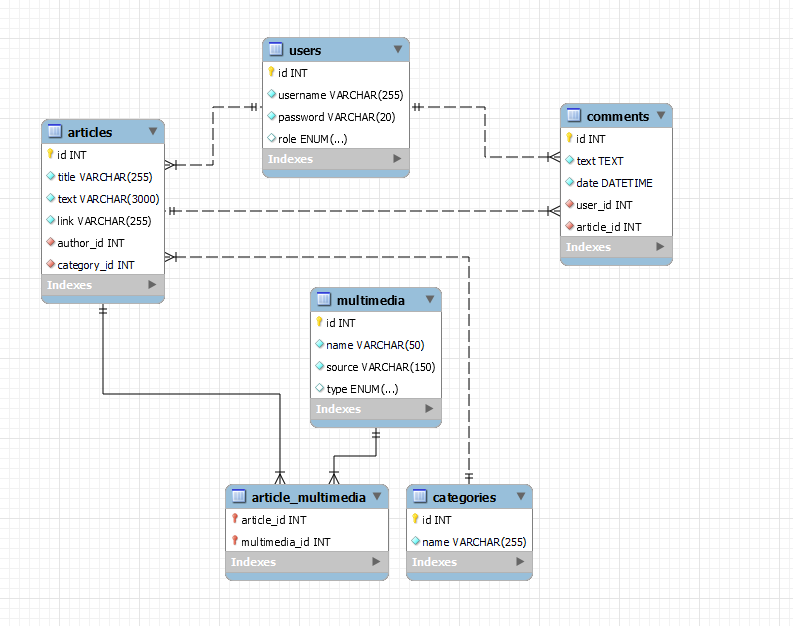 users
id INT
username VARCHAR(255)
password VARCHAR(20)
role ENUM(...)
Indexes
articles
id INT
title VARCHAR(255)
text VARCHAR(3000)
link VARCHAR(255)
author_id INT
category_id INT
Indexes
comments
id INT
text TEXT
date DATETIME
user_id INT
article_id INT
Indexes
multimedia
id INT
name VARCHAR(50)
source VARCHAR(150)
type ENUM(...)
Indexes
article_multimedia
article_id INT
multimedia_id INT
Indexes
categories
id INT
name VARCHAR(255)
Indexes